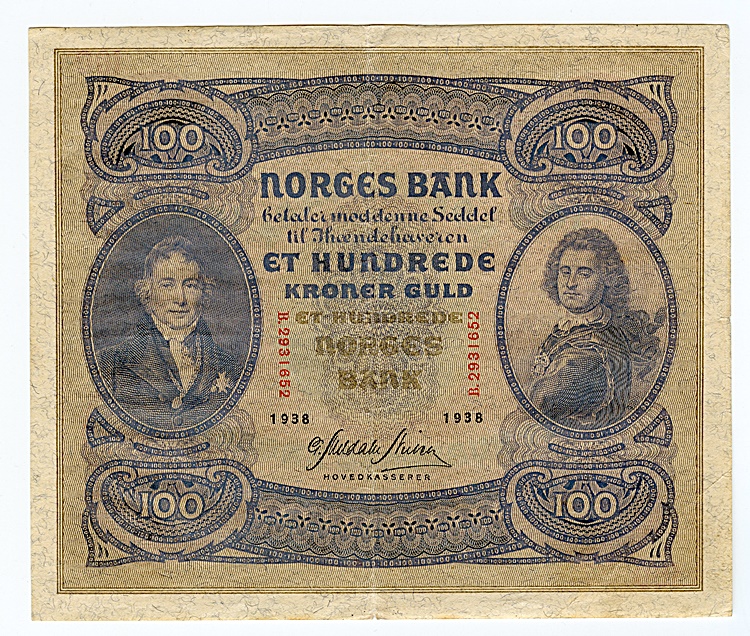 100
100
NORGES BANK
betaler mod denne Seddel
til Ihændehaveren
ET HUNDREDE
KRONER GULD
ET HUNDREDE
NORGES
BANK
B.2931652
B.2931652
1938
1938
HOVEDKASSERER
100
100